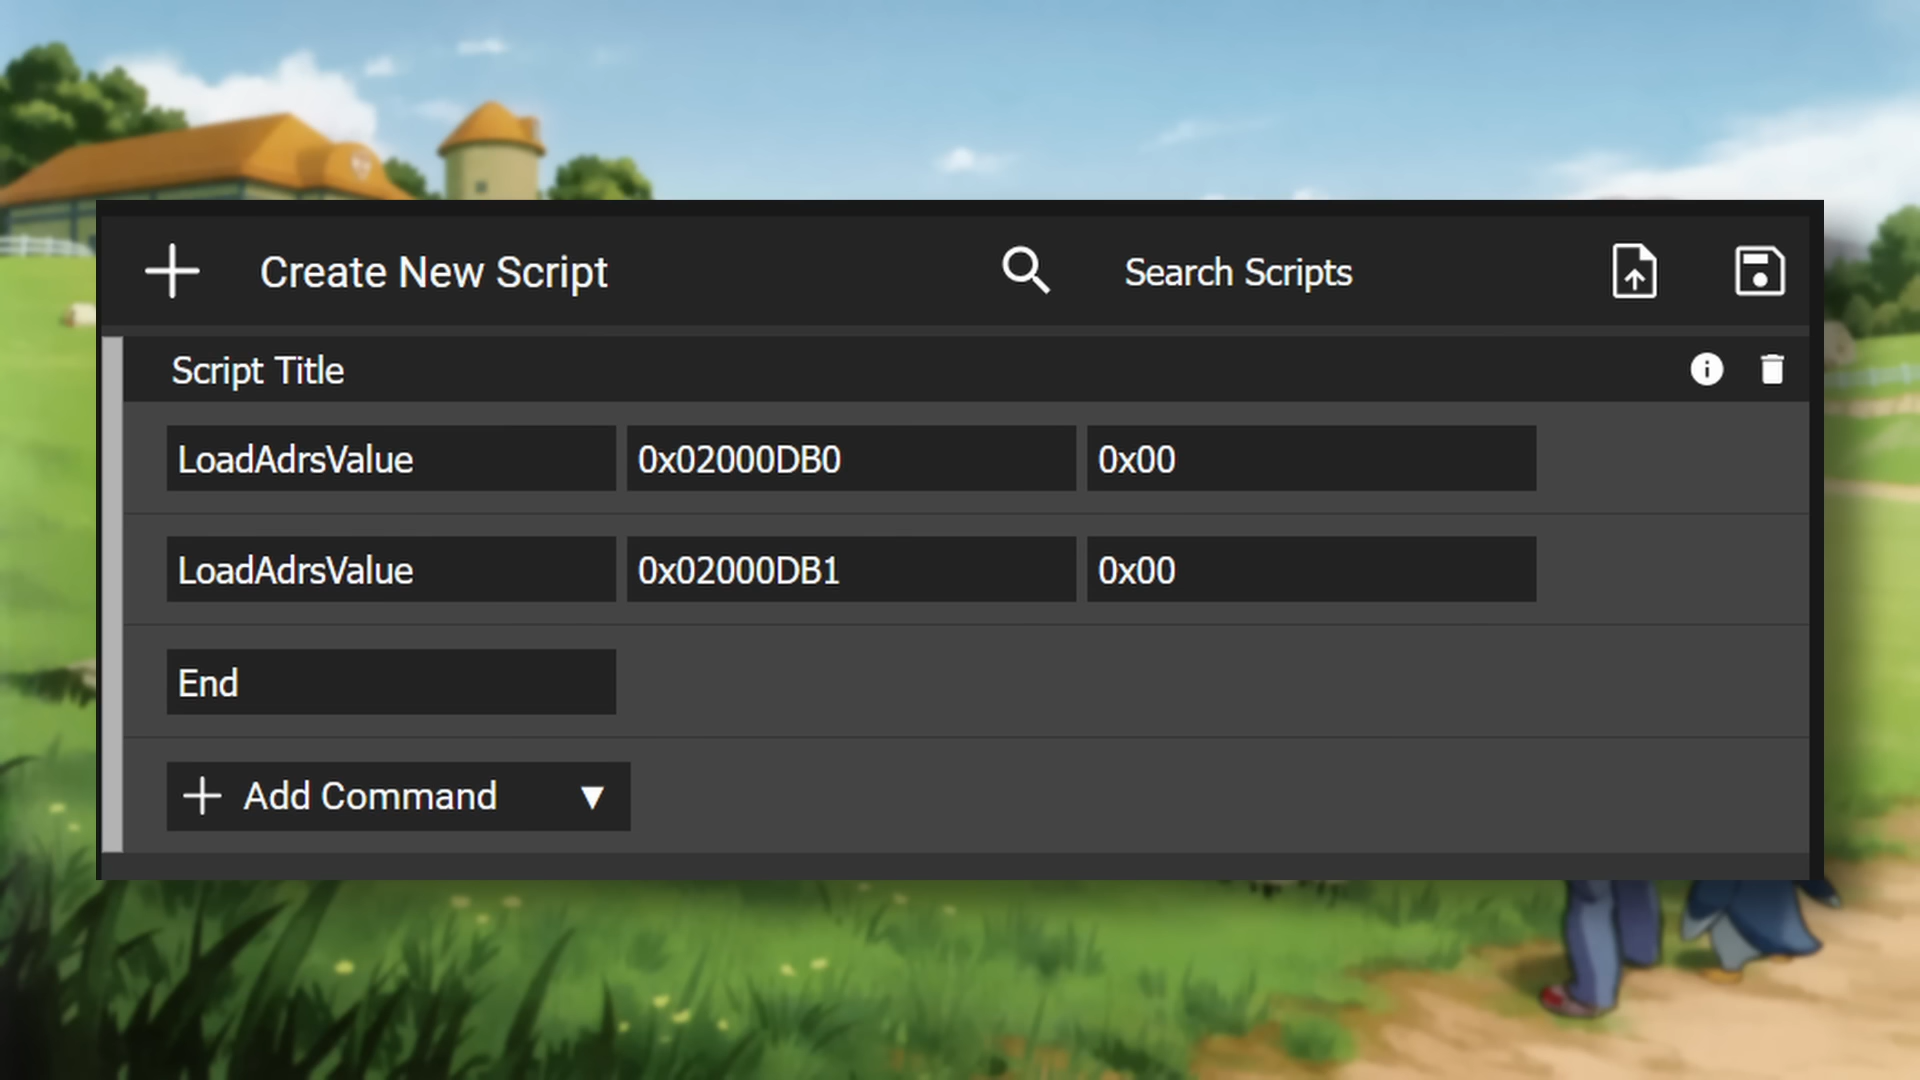 Create New Script
Search Scripts
Script Title
LoadAdrsValue 0x02000DB0 0x00
LoadAdrsValue 0x02000DB1 0x00
End
Add Command